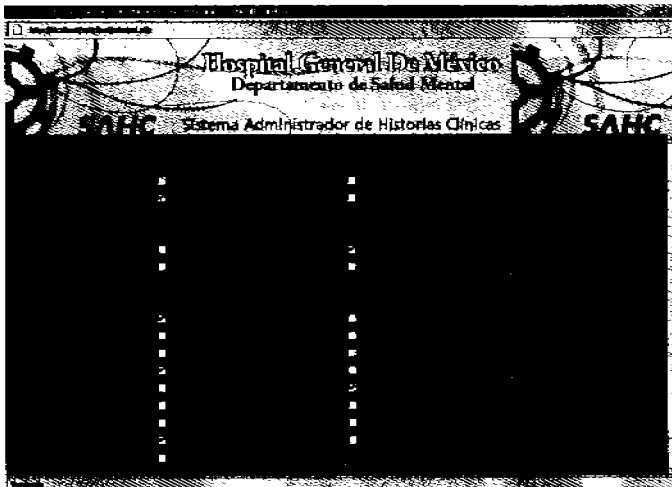 Hospital General De México
Departamento de Salud Mental
SAHC Sistema Administrador de Historias Clínicas SAHC